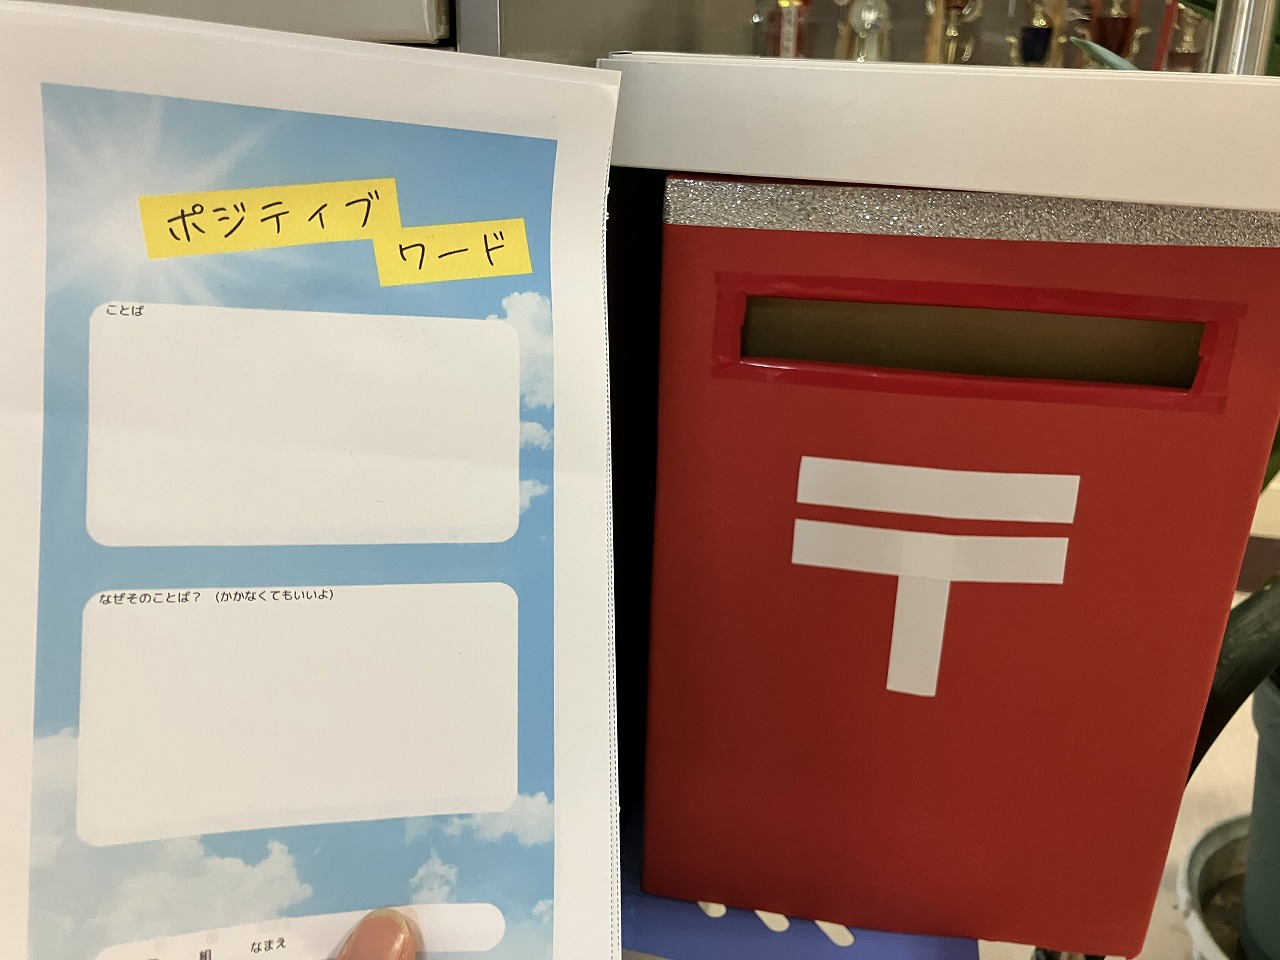 ポジティブ
ワード
ことば
なぜそのことば？ (かかなくてもいいよ)
組 なまえ
〒